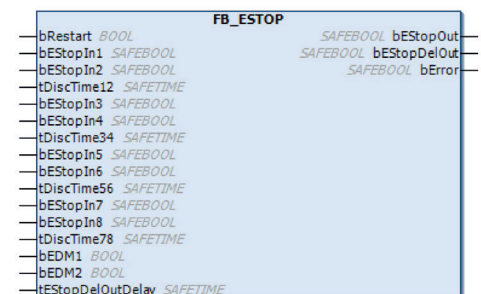 FB_ESTOP
bRestart BOOL SAFEBOOL bEStopOut
bEStopIn1 SAFEBOOL SAFEBOOL bEStopDelOut
bEStopIn2 SAFEBOOL SAFEBOOL bError
tDiscTime12 SAFETIME
bEStopIn3 SAFEBOOL
bEStopIn4 SAFEBOOL
tDiscTime34 SAFETIME
bEStopIn5 SAFEBOOL
bEStopIn6 SAFEBOOL
tDiscTime56 SAFETIME
bEStopIn7 SAFEBOOL
bEStopIn8 SAFEBOOL
tDiscTime78 SAFETIME
bEDM1 BOOL
bEDM2 BOOL
tEStopDelOutDelay SAFETIME